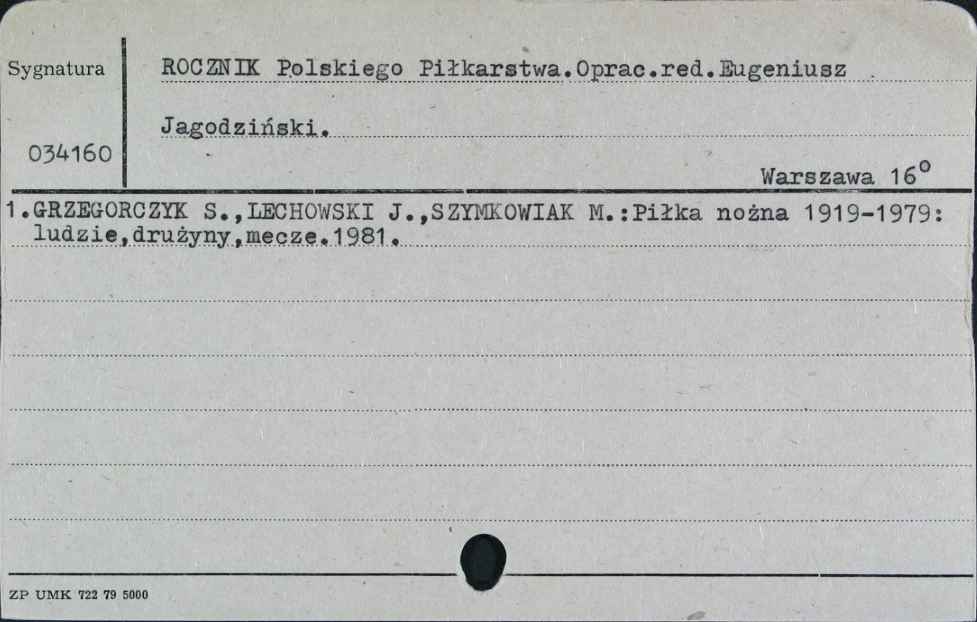 Sygnatura
ROCZNIK Polskiego Piłkarstwa.Oprac.red.Eugeniusz
Jagodziński.
034160
Warszawa 16°
1.GRZEGORCZYK S.,LECHOWSKI J.,SZYMKOWIAK M.:Piłka nożna 1919-1979:
ludzie,drużyny,mecze.1981.
ZP UMK 722 79 5000